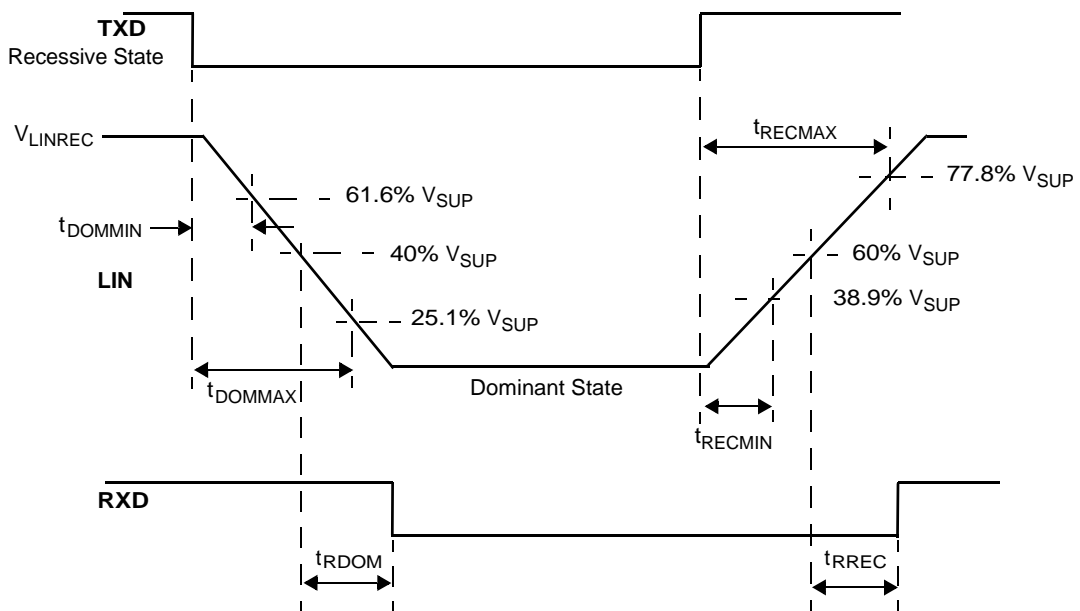 TXD
Recessive State
VLINREC
tRECMAX
77.8% VSUP
61.6% VSUP
tDOMMIN
40% VSUP
60% VSUP
LIN
38.9% VSUP
25.1% VSUP
tDOMMAX
Dominant State
tRECMIN
RXD
tRDOM
tRREC